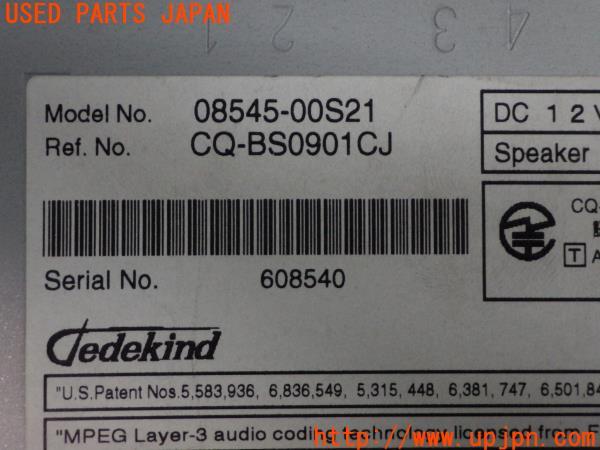 USED PARTS JAPAN
1 2 3 4
Model No. 08545-00S21
Ref. No. CQ-BS0901CJ
DC 12V
Speaker
CQ-
Serial No. 608540
T A
Gedekind
"U.S.Patent Nos.5,583,936, 6,836,549, 5,315, 448, 6,381, 747, 6,501,84
"MPEG Layer-3 audio coding technology licensed from F
http://www.upjpn.com